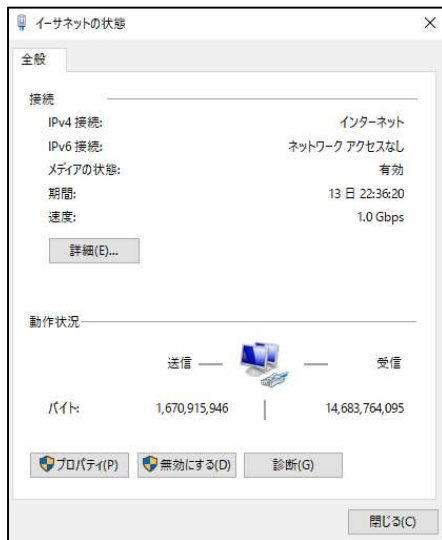 イーサネットの状態
全般
接続
IPv4 接続: インターネット
IPv6 接続: ネットワーク アクセスなし
メディアの状態: 有効
期間: 13 日 22:36:20
速度: 1.0 Gbps
詳細(E)...
動作状況
送信 受信
バイト: 1,670,915,946 14,683,764,095
プロパティ(P) 無効にする(D) 診断(G)
閉じる(C)